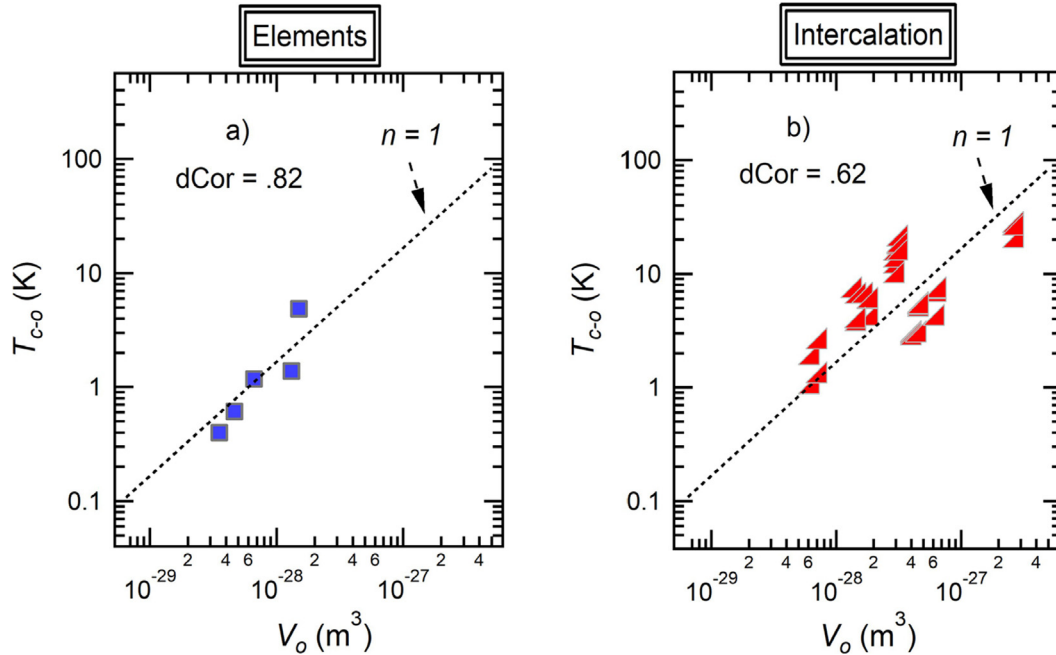 Elements
a)
n = 1
dCor = .82
100
10
1
0.1
T_{c-o} (K)
2 4 6 2 4 6 2 4
10^{-29} 10^{-28} 10^{-27}
V_o (m^3)
Intercalation
b)
n = 1
dCor = .62
100
10
1
0.1
T_{c-o} (K)
2 4 6 2 4 6 2 4
10^{-29} 10^{-28} 10^{-27}
V_o (m^3)